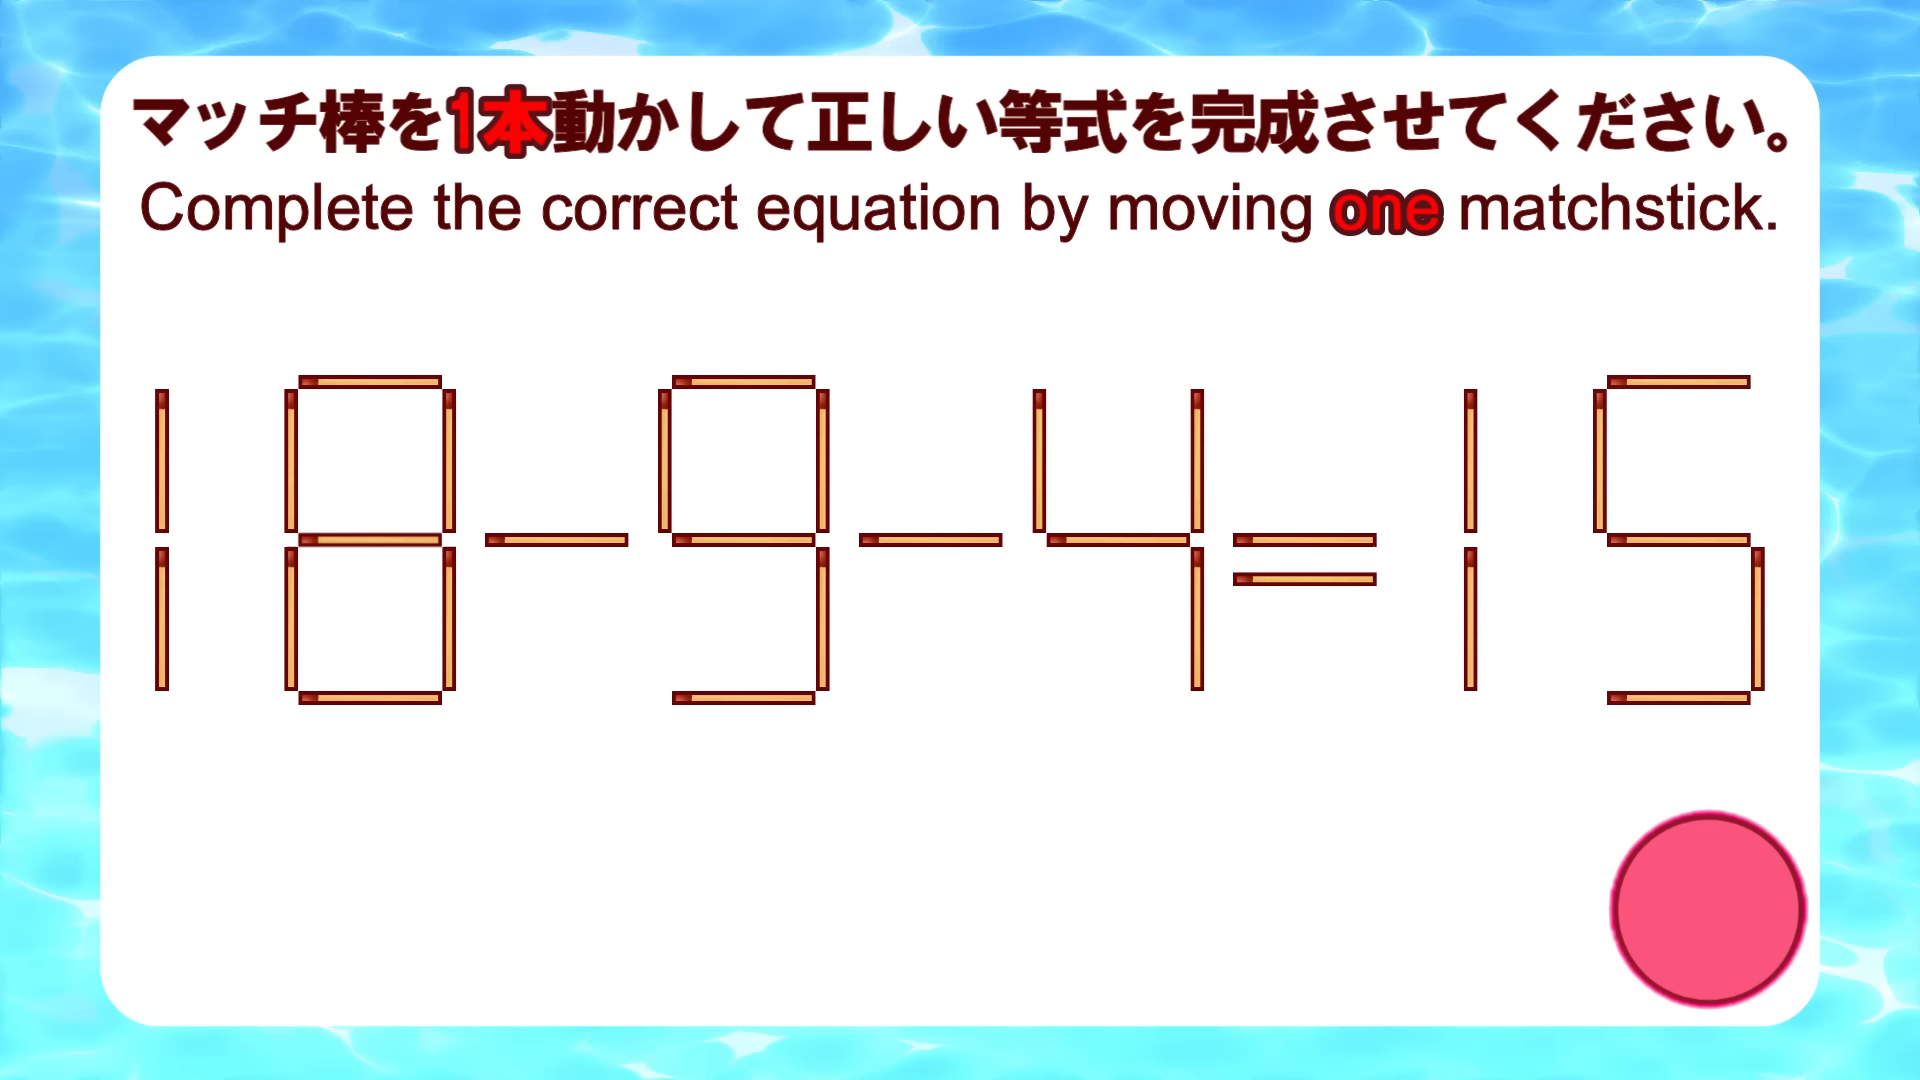 マッチ棒を1本動かして正しい等式を完成させてください。
Complete the correct equation by moving one matchstick.
18-9-4=15